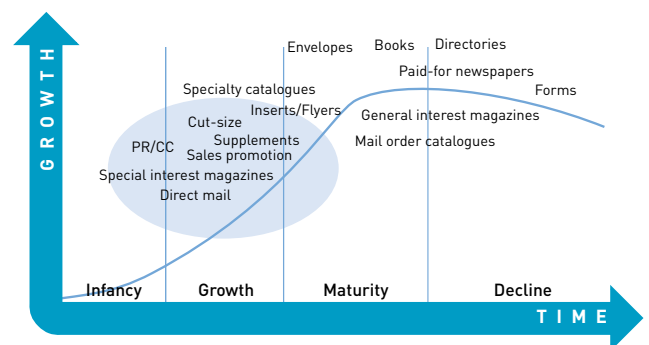 GROWTH
Envelopes
Books
Directories
Paid-for newspapers
Specialty catalogues
Forms
Inserts/Flyers
General interest magazines
Cut-size
Supplements
PR/CC
Mail order catalogues
Sales promotion
Special interest magazines
Direct mail
Infancy
Growth
Maturity
Decline
TIME